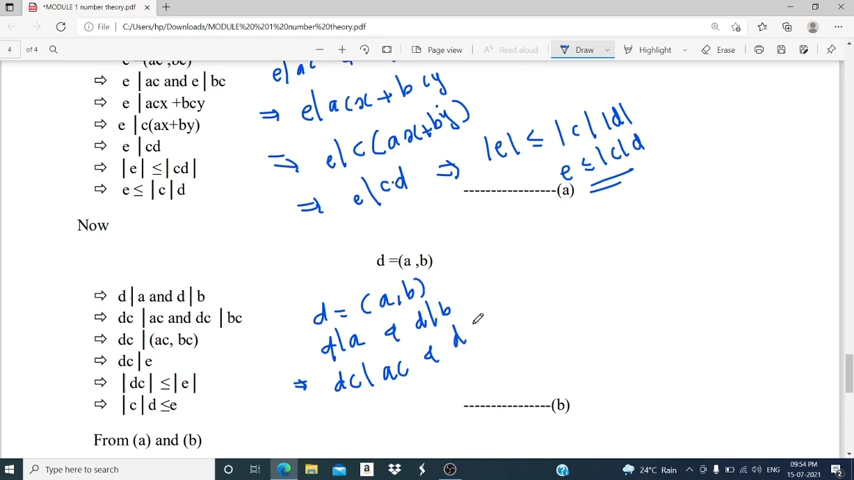 *MODULE 1 number theory.pdf
File C:/Users/hp/Downloads/MODULE%201%20number%20theory.pdf
4 of 4 Page view Read aloud Draw Highlight Erase
⇨ e | ac and e | bc
⇨ e | acx +bcy
⇨ e | c(ax+by)
⇨ e | cd
⇨ |e| ≤|cd|
⇨ e≤ |c|d
---------------(a)
⇒ e| acx + bcy
⇒ e|c(ax+by)
⇒ e|c.d ⇒ |e| ≤ |c| |d|
e ≤ |c| d
Now
d =(a ,b)
⇨ d|a and d|b
⇨ dc |ac and dc |bc
⇨ dc |(ac, bc)
⇨ dc|e
⇨ |dc| ≤|e|
⇨ |c|d ≤e
---------------(b)
d = (a,b)
d|a & d|b
⇒ dc| ac & d
From (a) and (b)
Type here to search
24°C Rain
ENG
09:54 PM
15-07-2021